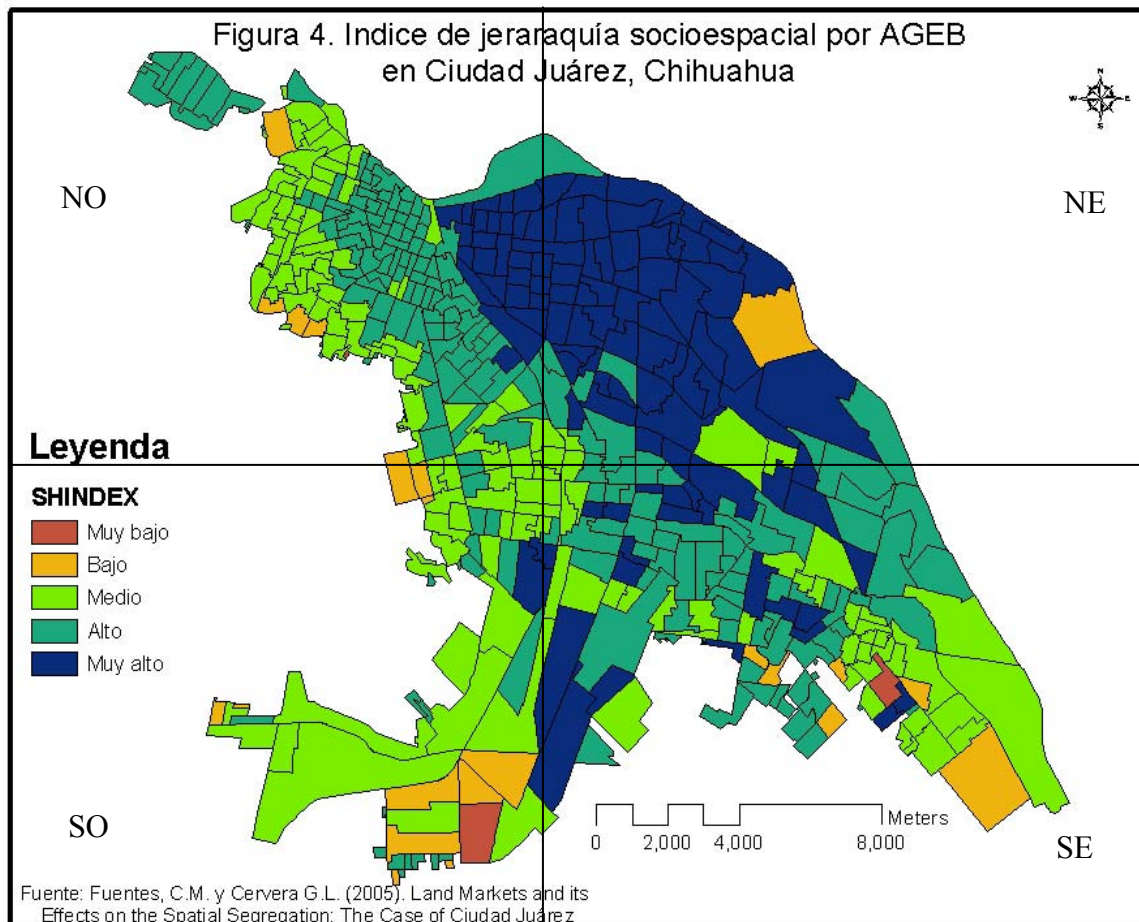 Figura 4. Indice de jeraraquía socioespacial por AGEB
en Ciudad Juárez, Chihuahua
N
W E
S
NO
NE
Leyenda
SHINDEX
Muy bajo
Bajo
Medio
Alto
Muy alto
SO
SE
Meters
0 2,000 4,000 8,000
Fuente: Fuentes, C.M. y Cervera G.L. (2005). Land Markets and its
Effects on the Spatial Segregation: The Case of Ciudad Juárez